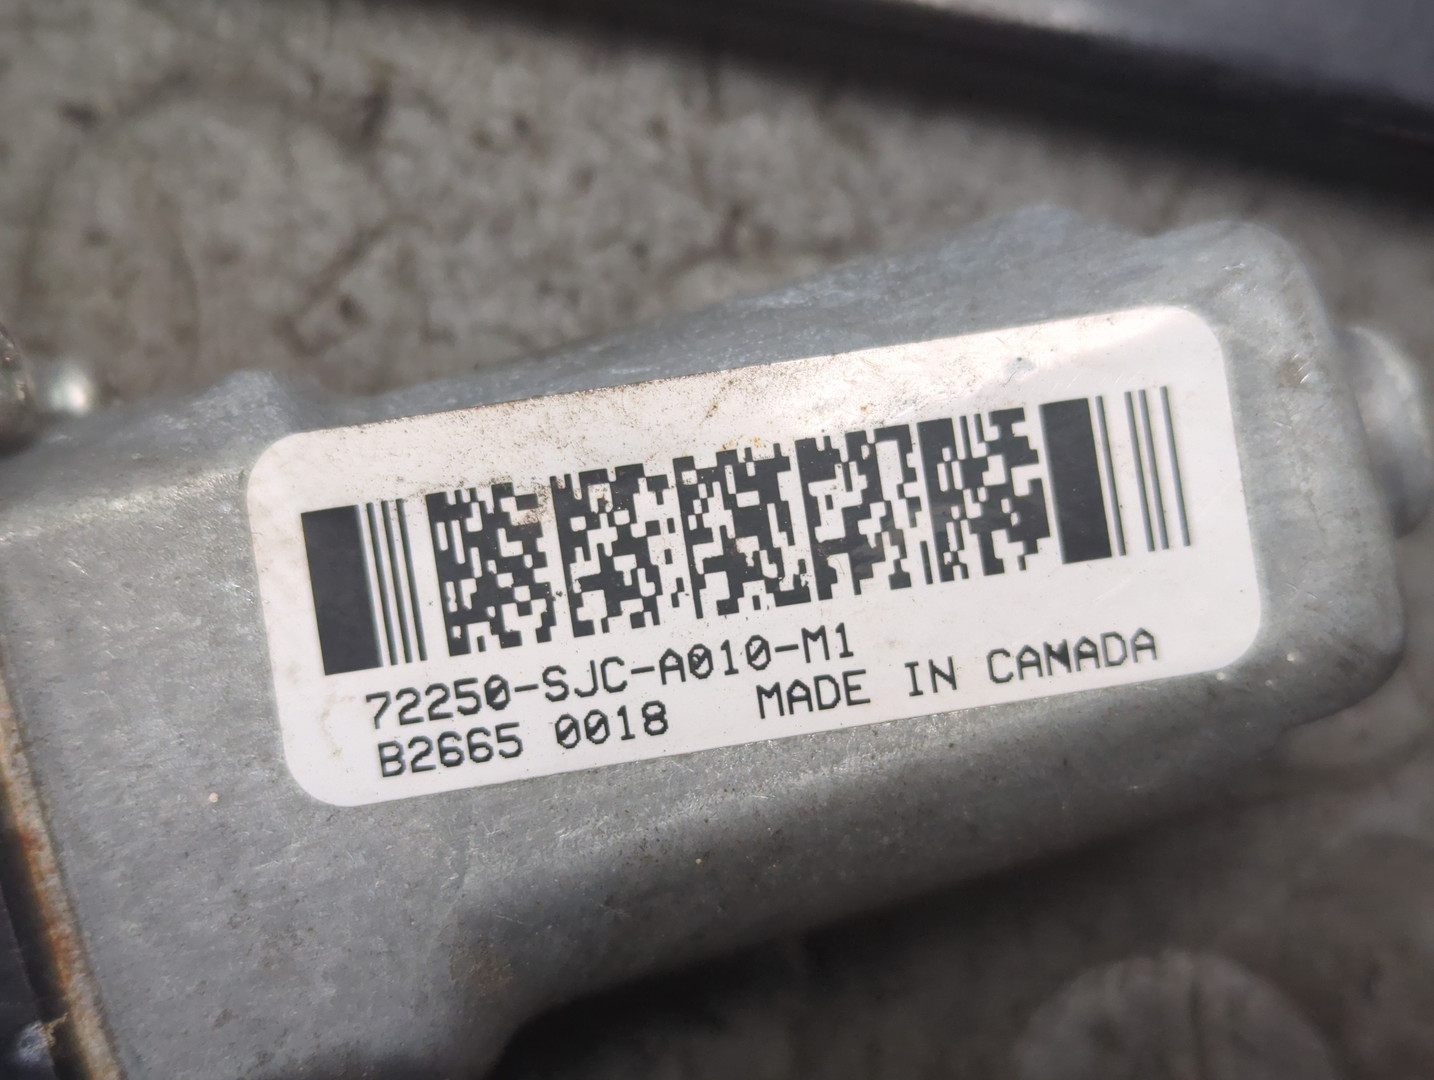 72250-SJC-A010-M1
B2665 0018 MADE IN CANADA